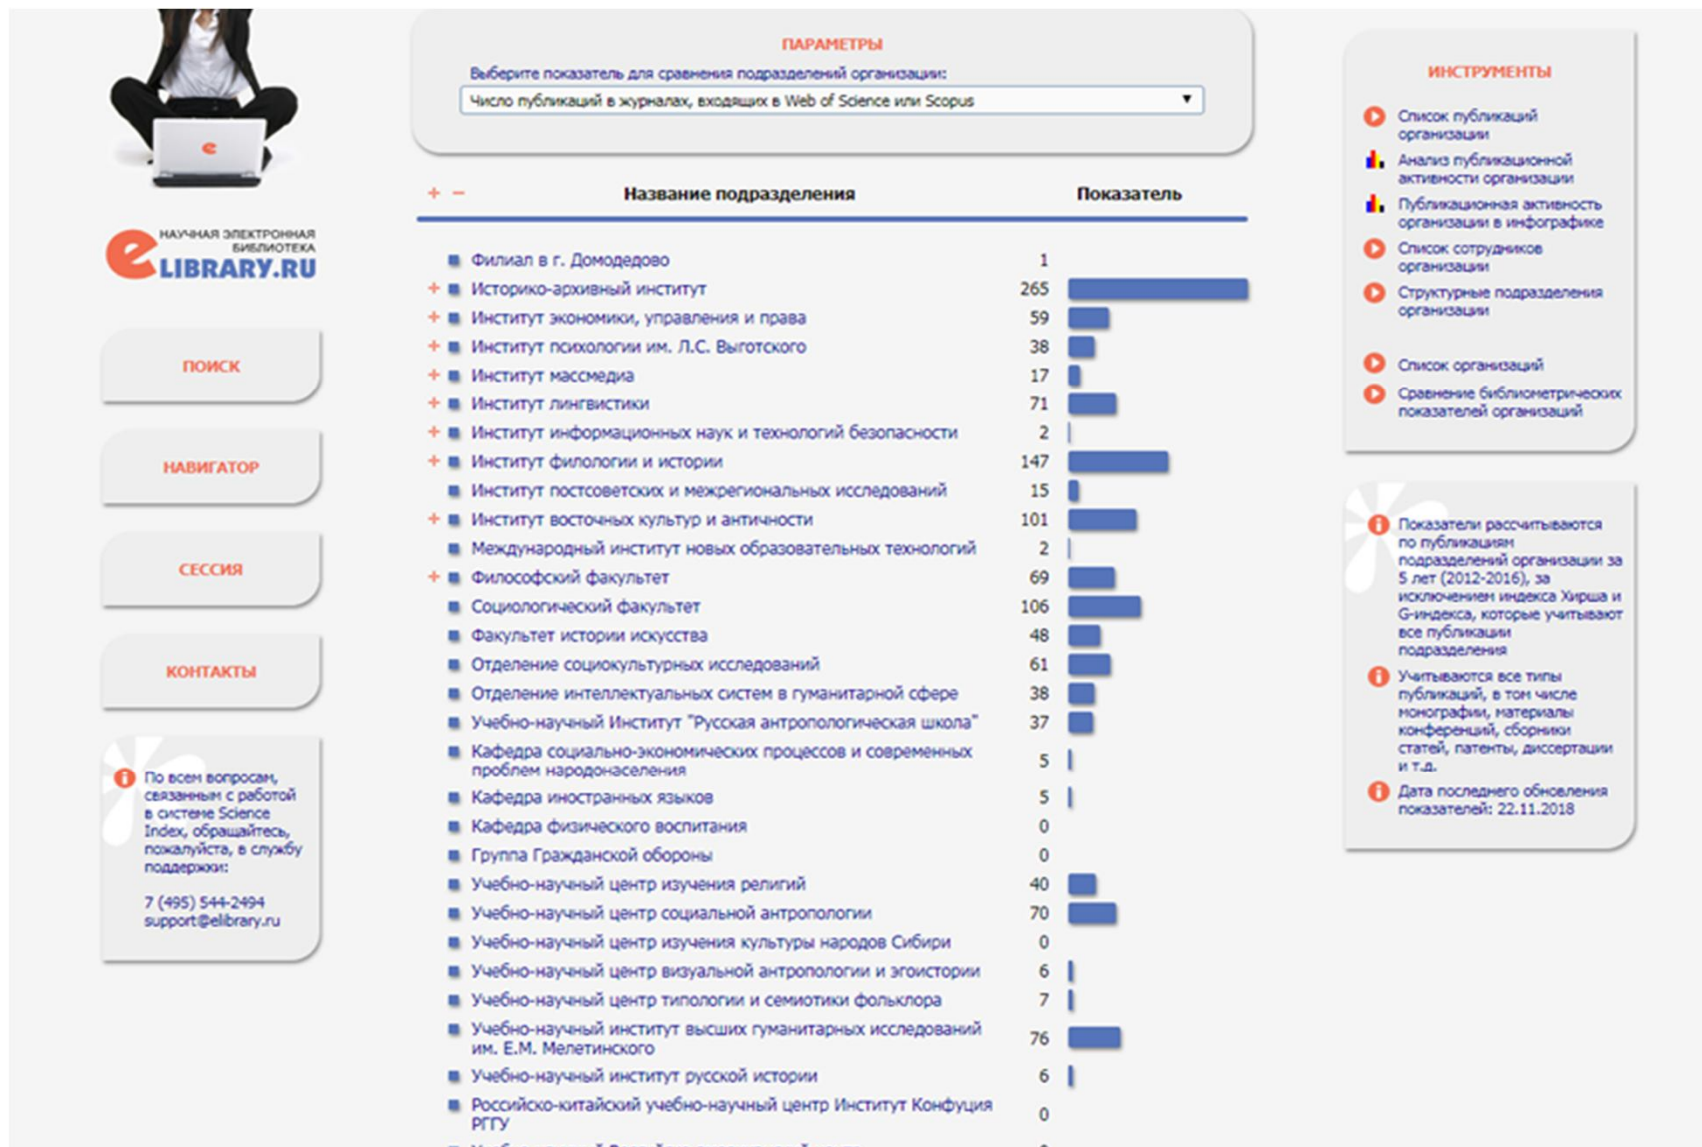 НАУЧНАЯ ЭЛЕКТРОННАЯ
БИБЛИОТЕКА
eLIBRARY.RU
ПОИСК
НАВИГАТОР
СЕССИЯ
КОНТАКТЫ
По всем вопросам,
связанным с работой
в системе Science
Index, обращайтесь,
пожалуйста, в службу
поддержки:
7 (495) 544-2494
support@elibrary.ru
ПАРАМЕТРЫ
Выберите показатель для сравнения подразделений организации:
Число публикаций в журналах, входящих в Web of Science или Scopus
+ − Название подразделения Показатель
Филиал в г. Домодедово 1
+ Историко-архивный институт 265
+ Институт экономики, управления и права 59
+ Институт психологии им. Л.С. Выготского 38
+ Институт массмедиа 17
+ Институт лингвистики 71
+ Институт информационных наук и технологий безопасности 2
+ Институт филологии и истории 147
Институт постсоветских и межрегиональных исследований 15
+ Институт восточных культур и античности 101
Международный институт новых образовательных технологий 2
+ Философский факультет 69
Социологический факультет 106
Факультет истории искусства 48
Отделение социокультурных исследований 61
Отделение интеллектуальных систем в гуманитарной сфере 38
Учебно-научный Институт "Русская антропологическая школа" 37
Кафедра социально-экономических процессов и современных
проблем народонаселения 5
Кафедра иностранных языков 5
Кафедра физического воспитания 0
Группа Гражданской обороны 0
Учебно-научный центр изучения религий 40
Учебно-научный центр социальной антропологии 70
Учебно-научный центр изучения культуры народов Сибири 0
Учебно-научный центр визуальной антропологии и эгоистории 6
Учебно-научный центр типологии и семиотики фольклора 7
Учебно-научный институт высших гуманитарных исследований
им. Е.М. Мелетинского 76
Учебно-научный институт русской истории 6
Российско-китайский учебно-научный центр Институт Конфуция
РГГУ 0
ИНСТРУМЕНТЫ
Список публикаций
организации
Анализ публикационной
активности организации
Публикационная активность
организации в инфографике
Список сотрудников
организации
Структурные подразделения
организации
Список организаций
Сравнение библиометрических
показателей организаций
Показатели рассчитываются
по публикациям
подразделений организации за
5 лет (2012-2016), за
исключением индекса Хирша и
G-индекса, которые учитывают
все публикации
подразделения
Учитываются все типы
публикаций, в том числе
монографии, материалы
конференций, сборники
статей, патенты, диссертации
и т.д.
Дата последнего обновления
показателей: 22.11.2018